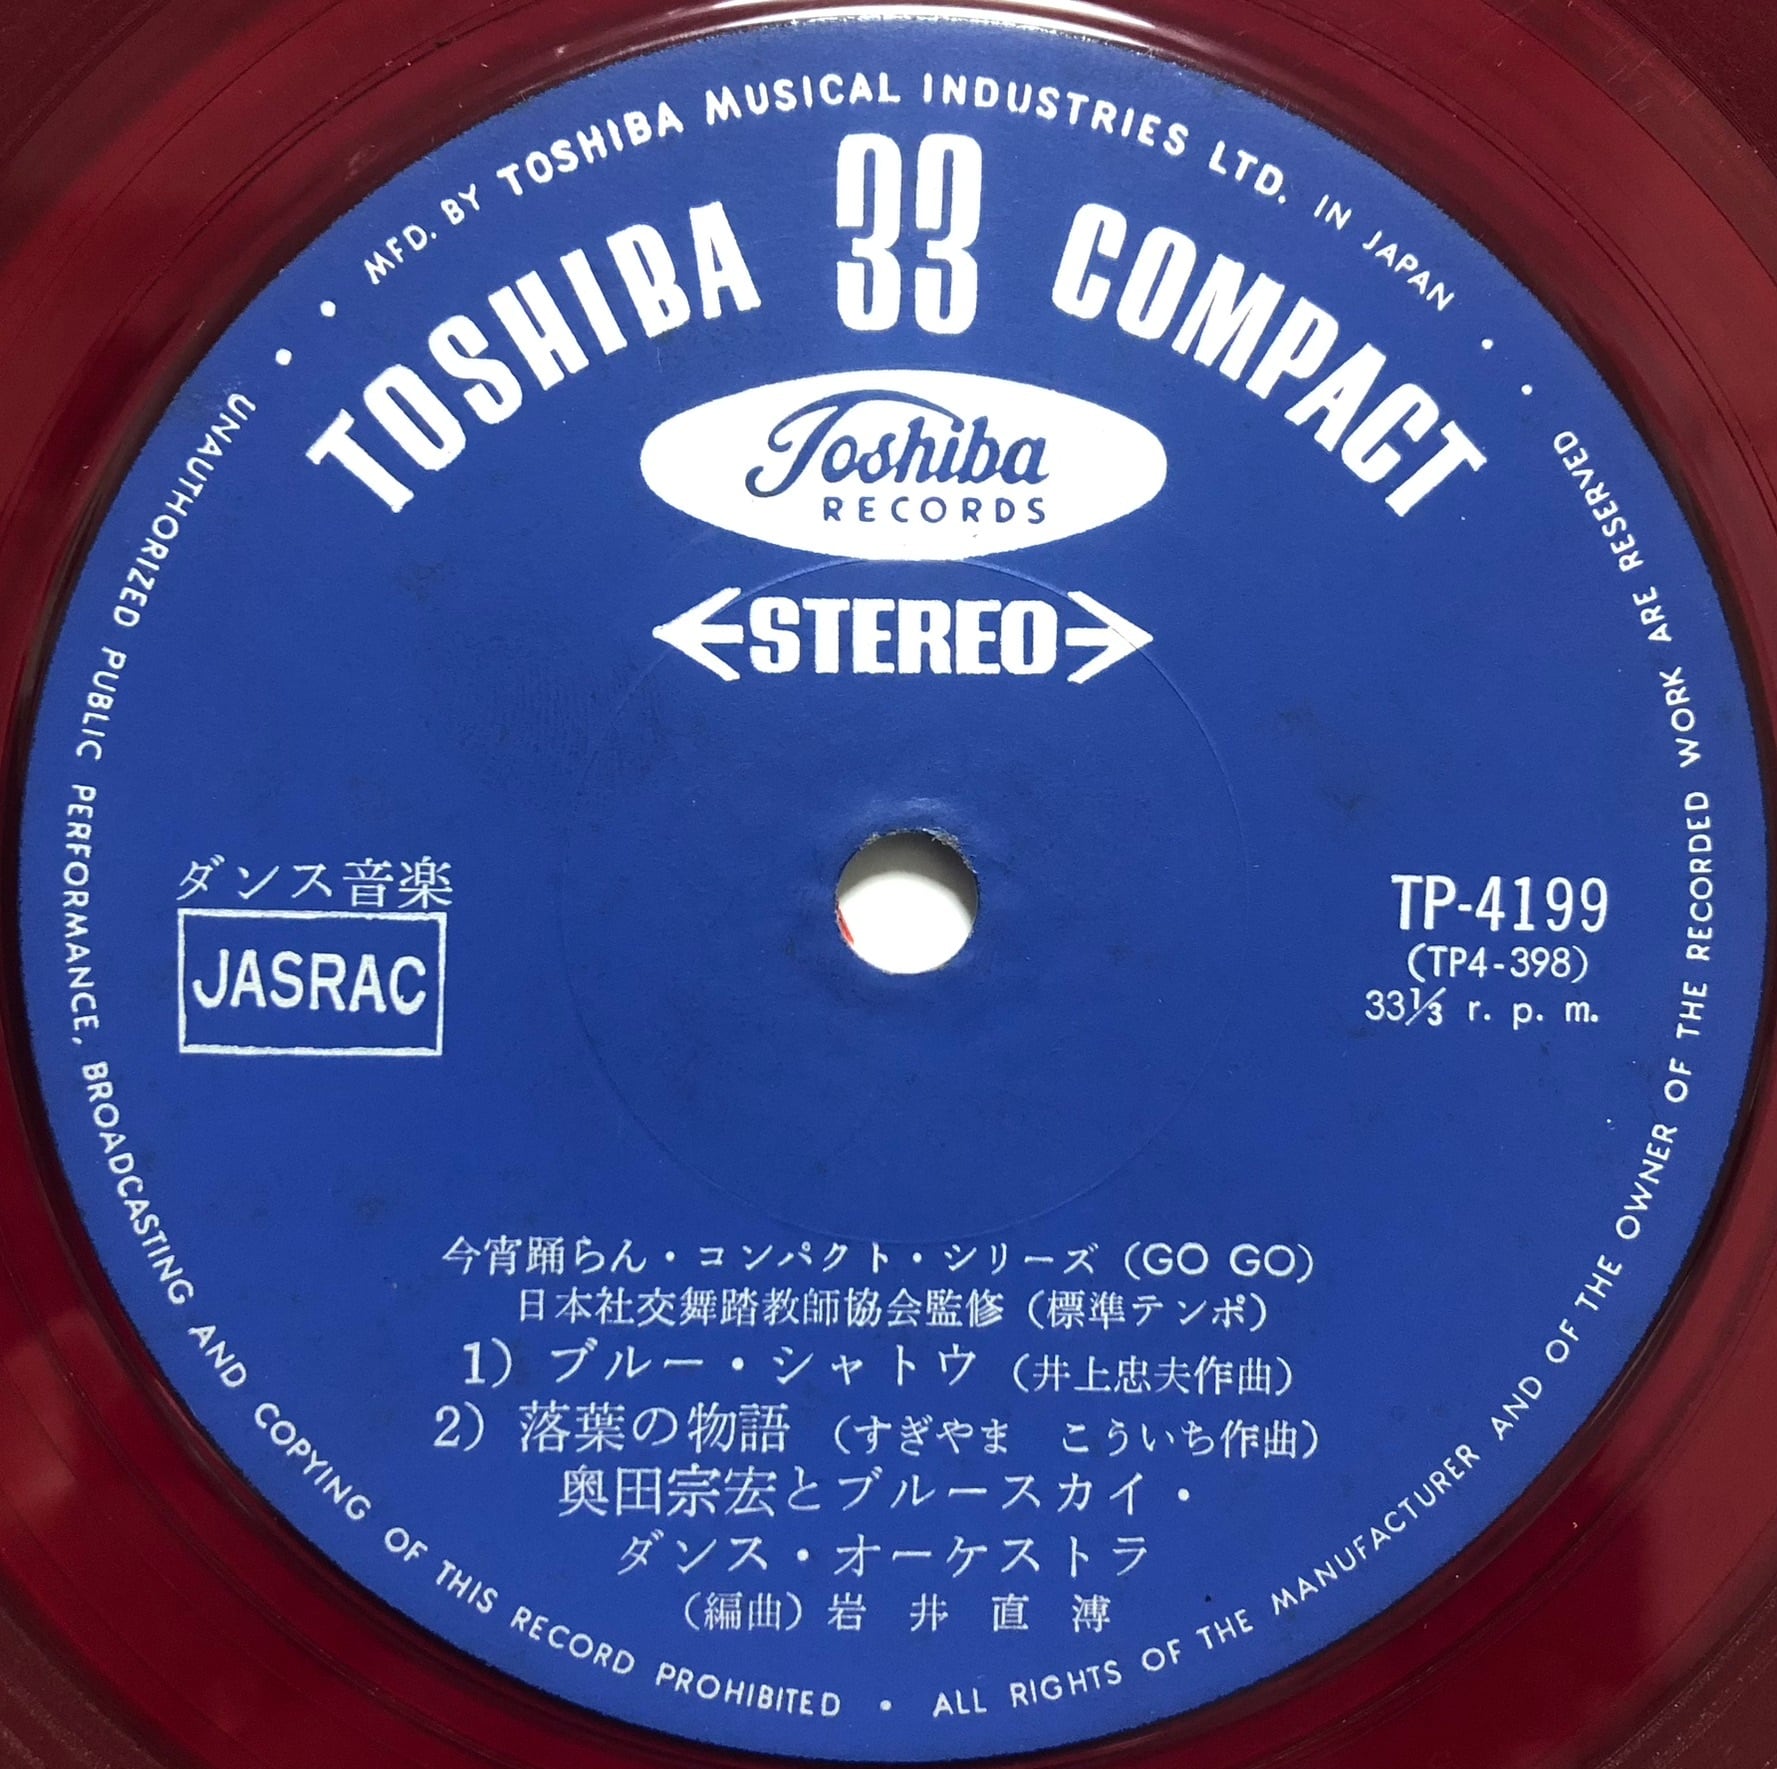 MFD. BY TOSHIBA MUSICAL INDUSTRIES LTD. IN JAPAN
TOSHIBA 33 COMPACT
Toshiba
RECORDS
STEREO
ダンス音楽
JASRAC
TP-4199
(TP4-398)
33⅓ r. p. m.
今宵踊らん・コンパクト・シリーズ (GO GO)
日本社交舞踏教師協会監修 (標準テンポ)
1) ブルー・シャトウ (井上忠夫作曲)
2) 落葉の物語 (すぎやま こういち作曲)
奥田宗宏とブルースカイ・
ダンス・オーケストラ
(編曲) 岩井直溥
UNAUTHORIZED PUBLIC PERFORMANCE, BROADCASTING AND COPYING OF THIS RECORD PROHIBITED • ALL RIGHTS OF THE MANUFACTURER AND OF THE OWNER OF THE RECORDED WORK ARE RESERVED